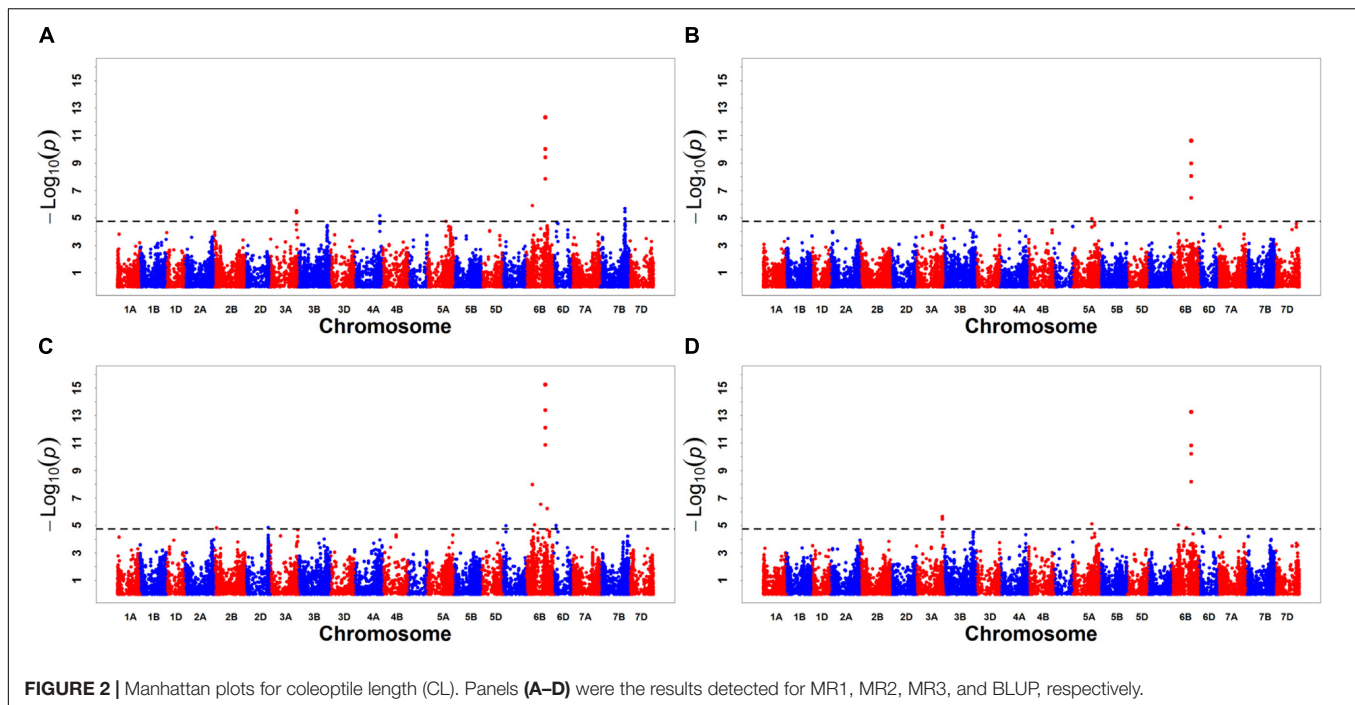 A
B
− Log10(p)
15
13
11
9
7
5
3
1
1A 1B 1D 2A 2B 2D 3A 3B 3D 4A 4B 5A 5B 5D 6B 6D 7A 7B 7D
Chromosome
− Log10(p)
15
13
11
9
7
5
3
1
1A 1B 1D 2A 2B 2D 3A 3B 3D 4A 4B 5A 5B 5D 6B 6D 7A 7B 7D
Chromosome
C
D
− Log10(p)
15
13
11
9
7
5
3
1
1A 1B 1D 2A 2B 2D 3A 3B 3D 4A 4B 5A 5B 5D 6B 6D 7A 7B 7D
Chromosome
− Log10(p)
15
13
11
9
7
5
3
1
1A 1B 1D 2A 2B 2D 3A 3B 3D 4A 4B 5A 5B 5D 6B 6D 7A 7B 7D
Chromosome
FIGURE 2 | Manhattan plots for coleoptile length (CL). Panels (A–D) were the results detected for MR1, MR2, MR3, and BLUP, respectively.